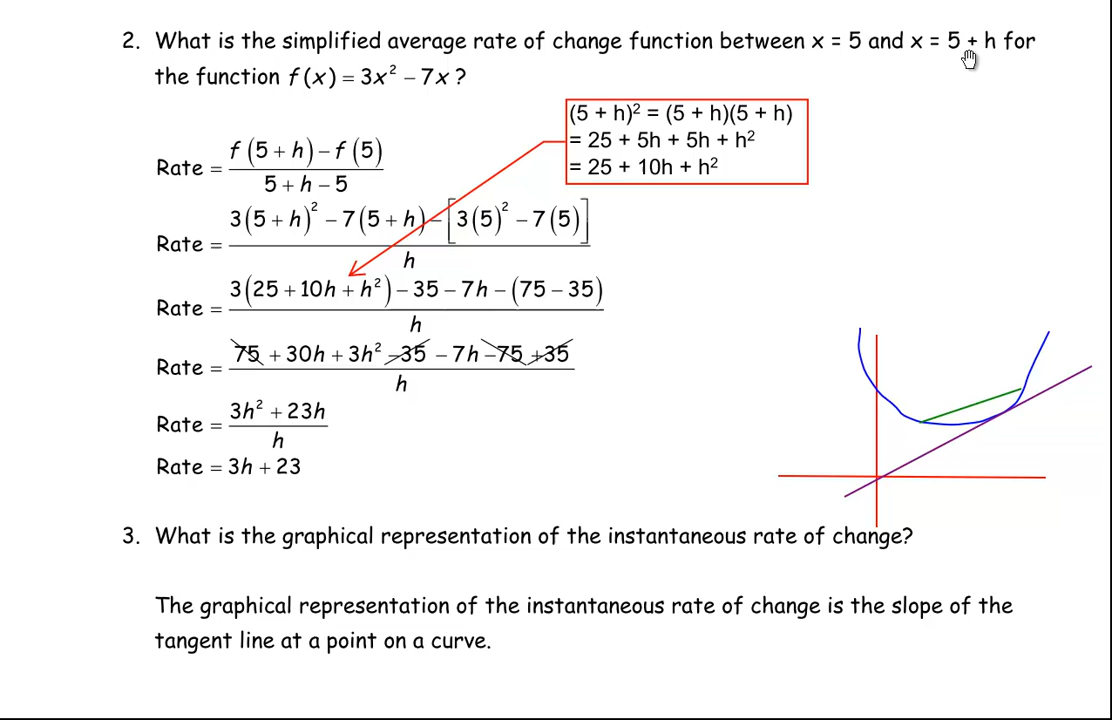 2. What is the simplified average rate of change function between x = 5 and x = 5 + h for
the function f(x) = 3x² – 7x?
(5 + h)² = (5 + h)(5 + h)
= 25 + 5h + 5h + h²
= 25 + 10h + h²
Rate = (f(5 + h) – f(5)) / (5 + h – 5)
Rate = (3(5 + h)² – 7(5 + h) – [3(5)² – 7(5)]) / h
Rate = (3(25 + 10h + h²) – 35 – 7h – (75 – 35)) / h
Rate = (75 + 30h + 3h² – 35 – 7h – 75 + 35) / h
Rate = (3h² + 23h) / h
Rate = 3h + 23
3. What is the graphical representation of the instantaneous rate of change?
The graphical representation of the instantaneous rate of change is the slope of the
tangent line at a point on a curve.